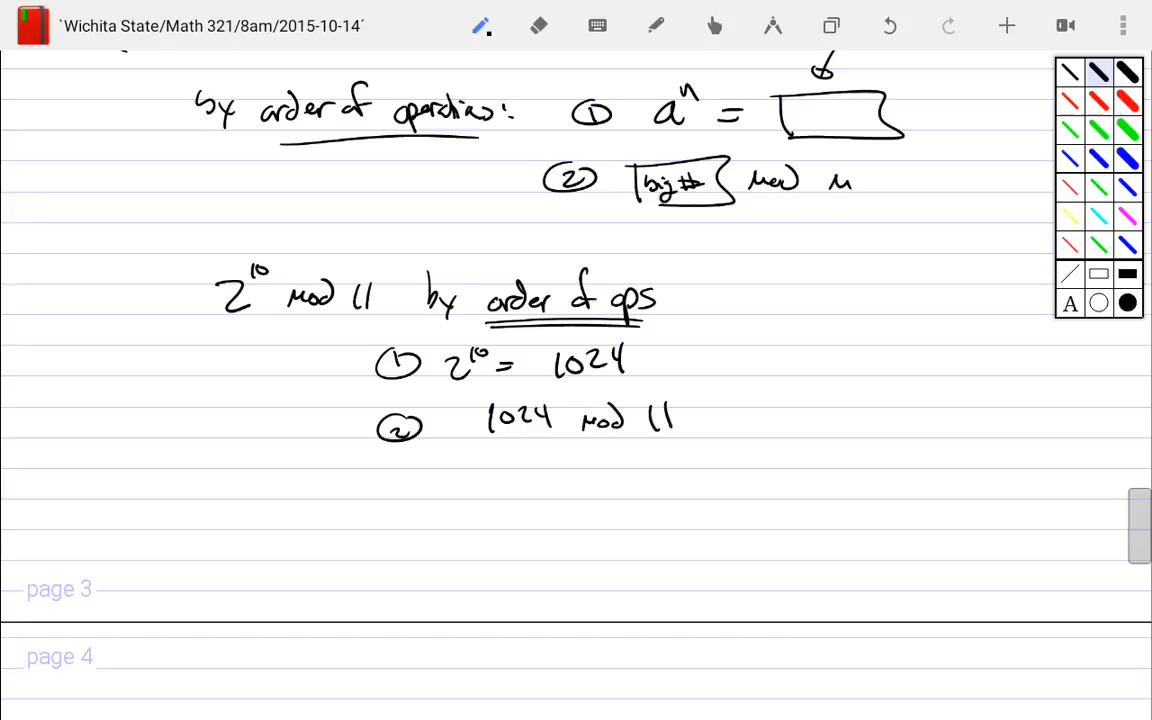 `Wichita State/Math 321/8am/2015-10-14´
by order of operations: ① aⁿ =
② big # mod m
2¹⁰ mod 11 by order of ops
① 2¹⁰ = 1024
② 1024 mod 11
A
page 3
page 4